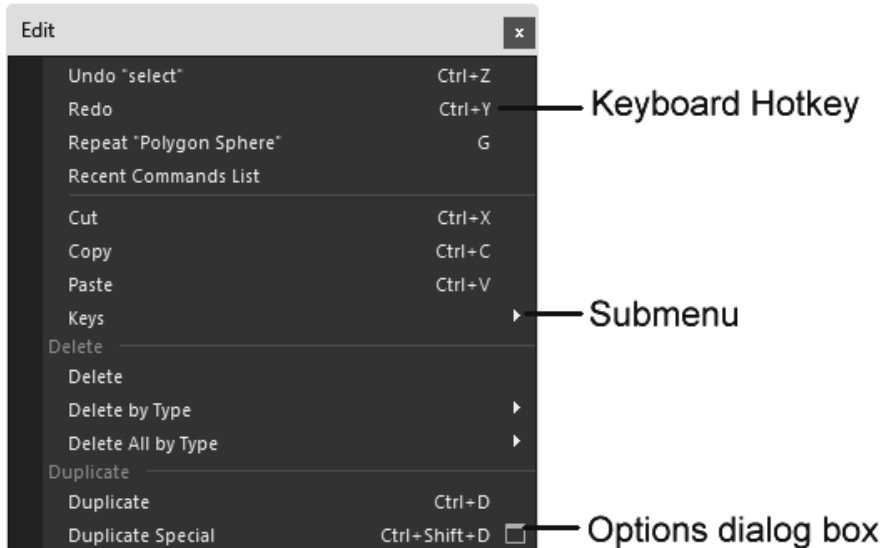 Edit x
Undo "select" Ctrl+Z
Redo Ctrl+Y Keyboard Hotkey
Repeat "Polygon Sphere" G
Recent Commands List
Cut Ctrl+X
Copy Ctrl+C
Paste Ctrl+V
Keys Submenu
Delete
Delete
Delete by Type
Delete All by Type
Duplicate
Duplicate Ctrl+D
Duplicate Special Ctrl+Shift+D Options dialog box